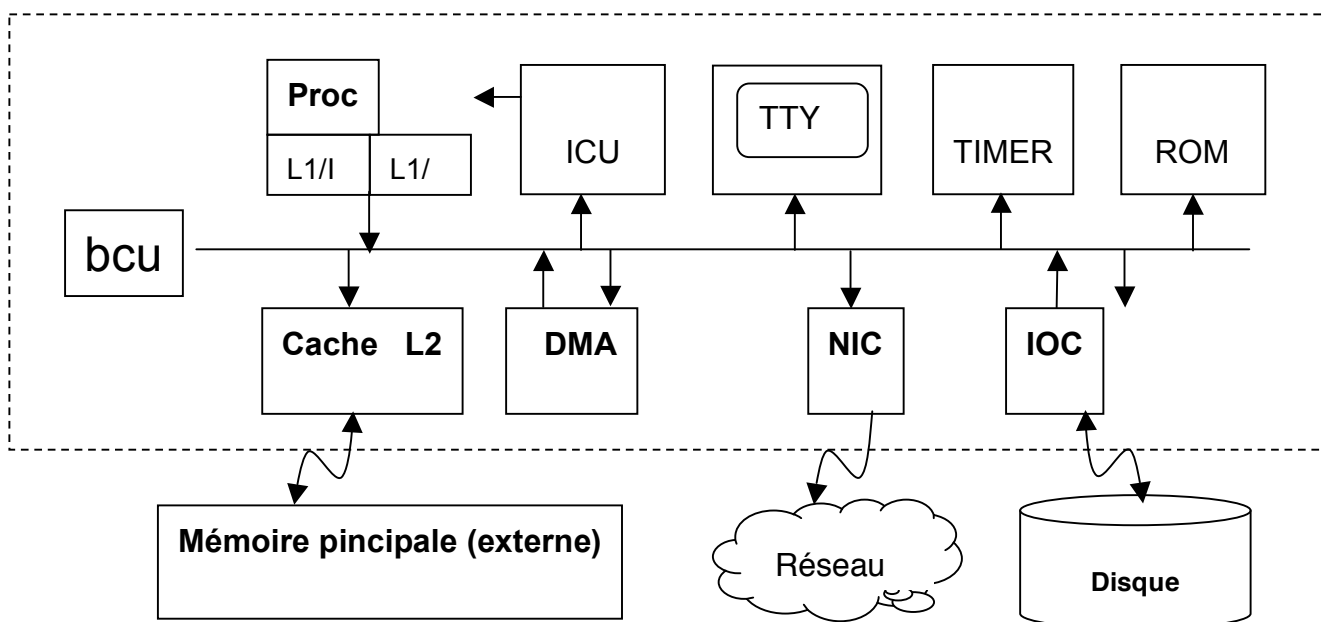 Proc
L1/I
L1/
ICU
TTY
TIMER
ROM
bcu
Cache L2
DMA
NIC
IOC
Mémoire pincipale (externe)
Réseau
Disque